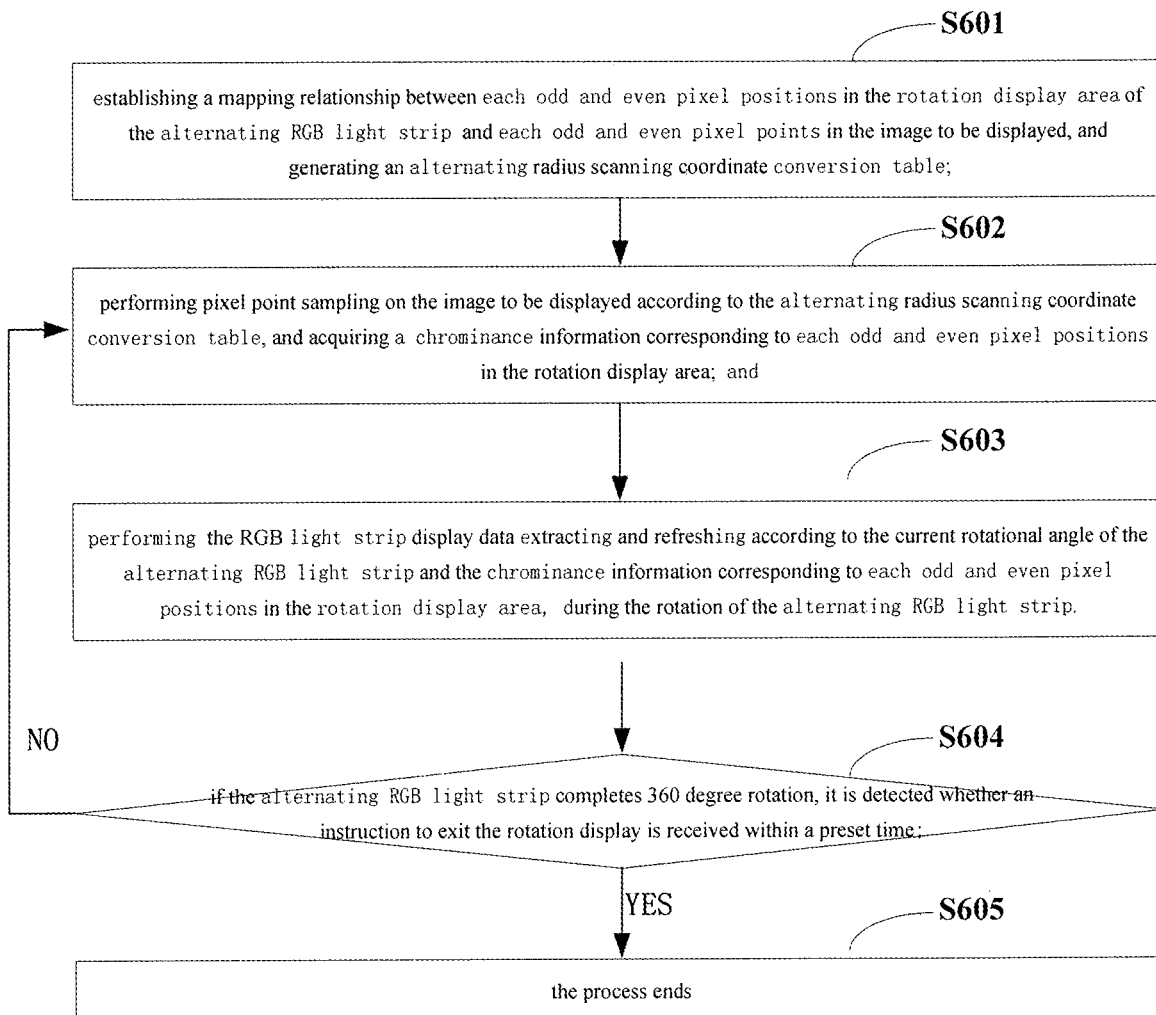 S601
establishing a mapping relationship between each odd and even pixel positions in the rotation display area of
the alternating RGB light strip and each odd and even pixel points in the image to be displayed, and
generating an alternating radius scanning coordinate conversion table;
S602
performing pixel point sampling on the image to be displayed according to the alternating radius scanning coordinate
conversion table, and acquiring a chrominance information corresponding to each odd and even pixel positions
in the rotation display area; and
S603
performing the RGB light strip display data extracting and refreshing according to the current rotational angle of the
alternating RGB light strip and the chrominance information corresponding to each odd and even pixel
positions in the rotation display area, during the rotation of the alternating RGB light strip.
NO
S604
if the alternating RGB light strip completes 360 degree rotation, it is detected whether an
instruction to exit the rotation display is received within a preset time;
YES
S605
the process ends